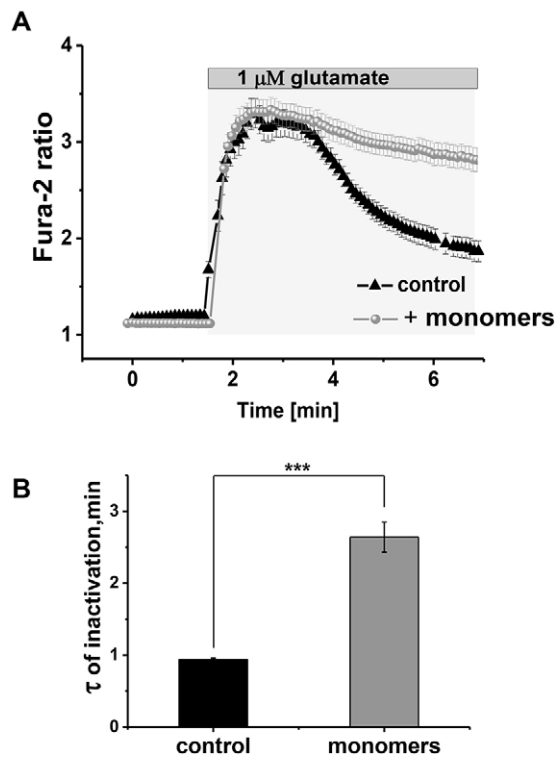 A
4
3
2
1
Fura-2 ratio
1 μM glutamate
control
+ monomers
0 2 4 6
Time [min]
B
***
3
2
1
0
τ of inactivation,min
control monomers